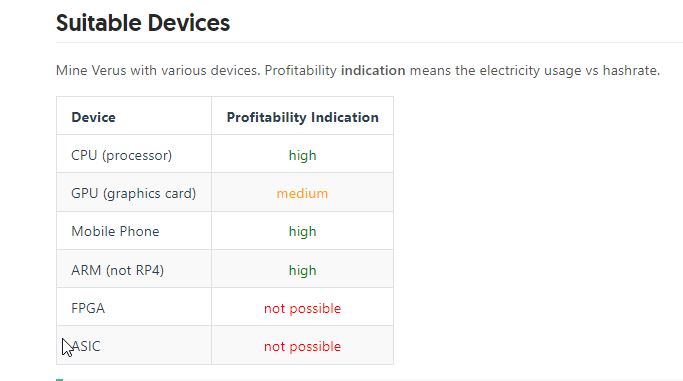 Suitable Devices
Mine Verus with various devices. Profitability indication means the electricity usage vs hashrate.
Device Profitability Indication
CPU (processor) high
GPU (graphics card) medium
Mobile Phone high
ARM (not RP4) high
FPGA not possible
ASIC not possible